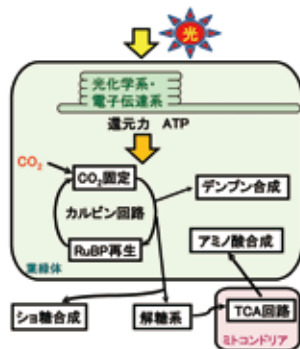 光
光化学系・
電子伝達系
還元力 ATP
CO₂
CO₂固定
デンプン合成
カルビン回路
アミノ酸合成
RuBP再生
葉緑体
ショ糖合成
解糖系
TCA回路
ミトコンドリア